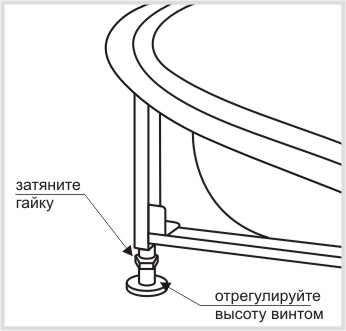 затяните
гайку
отрегулируйте
высоту винтом